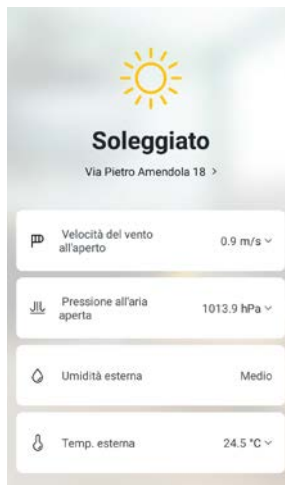 Soleggiato
Via Pietro Amendola 18 >
Velocità del vento
all'aperto
0.9 m/s
Pressione all'aria
aperta
1013.9 hPa
Umidità esterna
Medio
Temp. esterna
24.5 °C